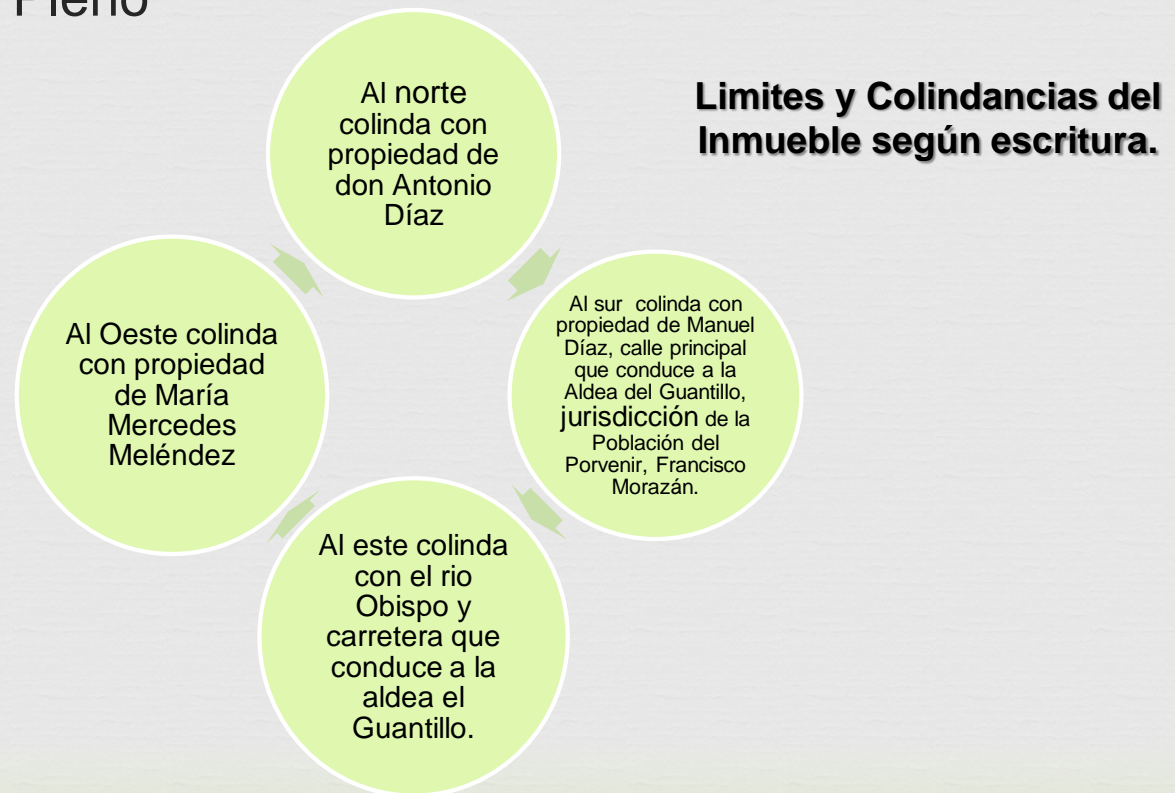 Pleno
Limites y Colindancias del
Inmueble según escritura.
Al norte
colinda con
propiedad de
don Antonio
Díaz
Al sur colinda con
propiedad de Manuel
Díaz, calle principal
que conduce a la
Aldea del Guantillo,
jurisdicción de la
Población del
Porvenir, Francisco
Morazán.
Al este colinda
con el rio
Obispo y
carretera que
conduce a la
aldea el
Guantillo.
Al Oeste colinda
con propiedad
de María
Mercedes
Meléndez